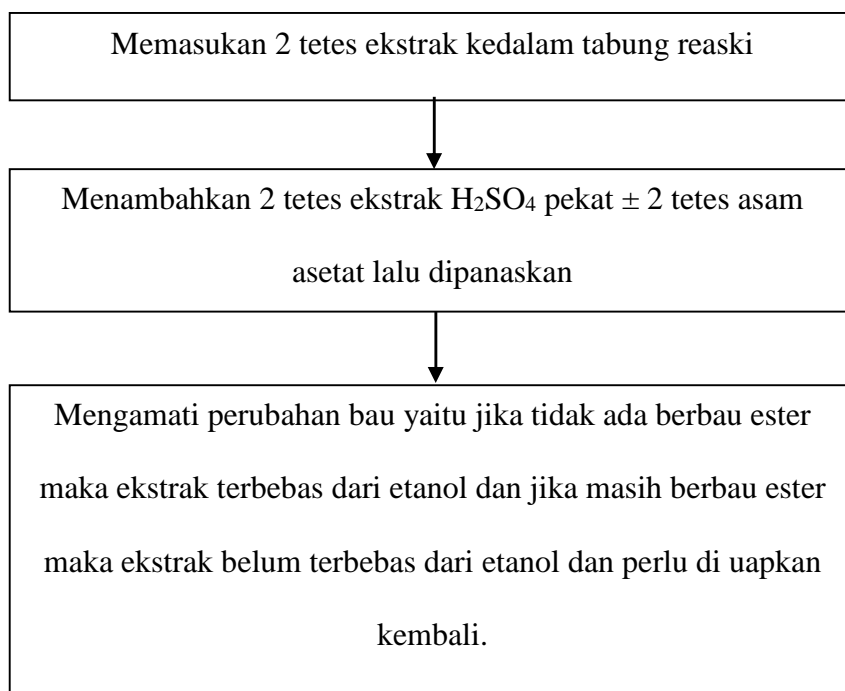 Memasukan 2 tetes ekstrak kedalam tabung reaski
Menambahkan 2 tetes ekstrak H₂SO₄ pekat ± 2 tetes asam
asetat lalu dipanaskan
Mengamati perubahan bau yaitu jika tidak ada berbau ester
maka ekstrak terbebas dari etanol dan jika masih berbau ester
maka ekstrak belum terbebas dari etanol dan perlu di uapkan
kembali.